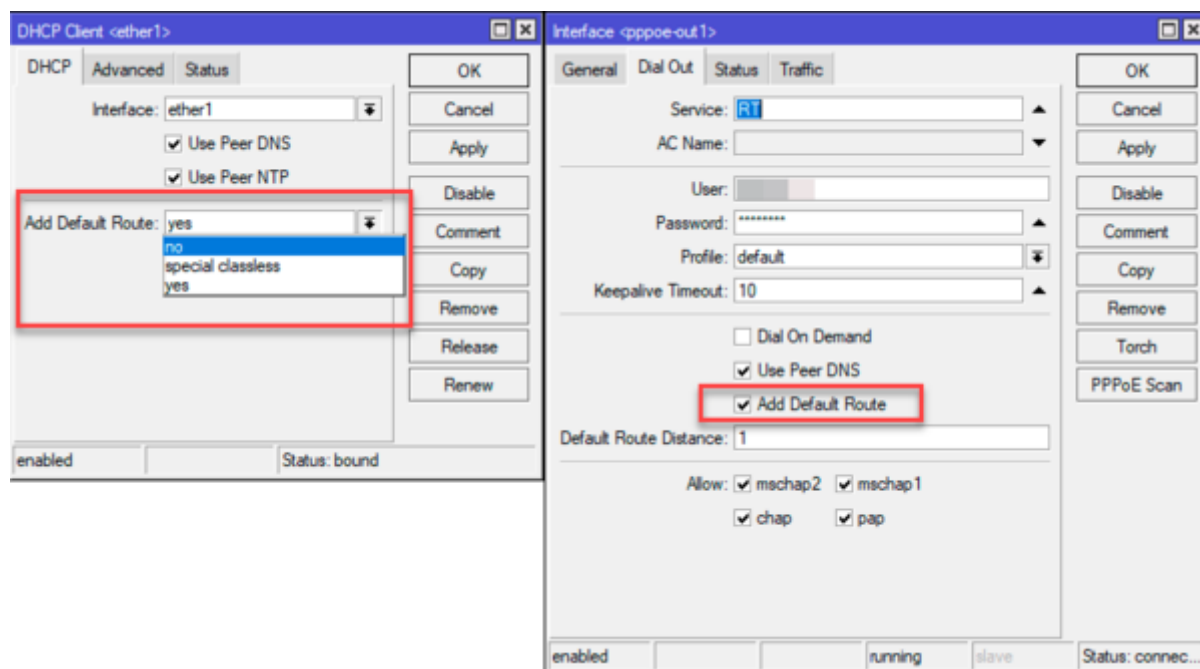 DHCP Client <ether1>
DHCP Advanced Status
OK
Interface: ether1
Cancel
Use Peer DNS
Apply
Use Peer NTP
Disable
Add Default Route: yes
no
special classless
yes
Comment
Copy
Remove
Release
Renew
enabled
Status: bound
Interface <pppoe-out1>
General Dial Out Status Traffic
OK
Service: RT
Cancel
AC Name:
Apply
User:
Disable
Password: ********
Comment
Profile: default
Copy
Keepalive Timeout: 10
Remove
Dial On Demand
Torch
Use Peer DNS
PPPoE Scan
Add Default Route
Default Route Distance: 1
Allow: mschap2 mschap1
chap pap
enabled
running
slave
Status: connec...